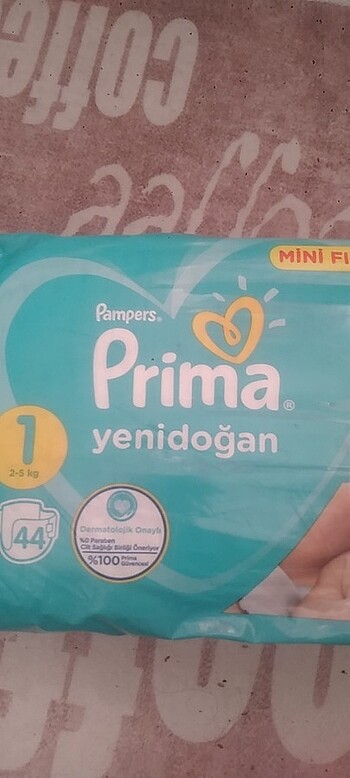 coffee
coffee
MİNİ Fİ
Pampers®
Prima®
yenidoğan
1
2-5 kg
44
Dermatolojik Onaylı
%0 Paraben
Cilt Sağlığı Birliği Öneriyor
%100 Prima
Güvencesi